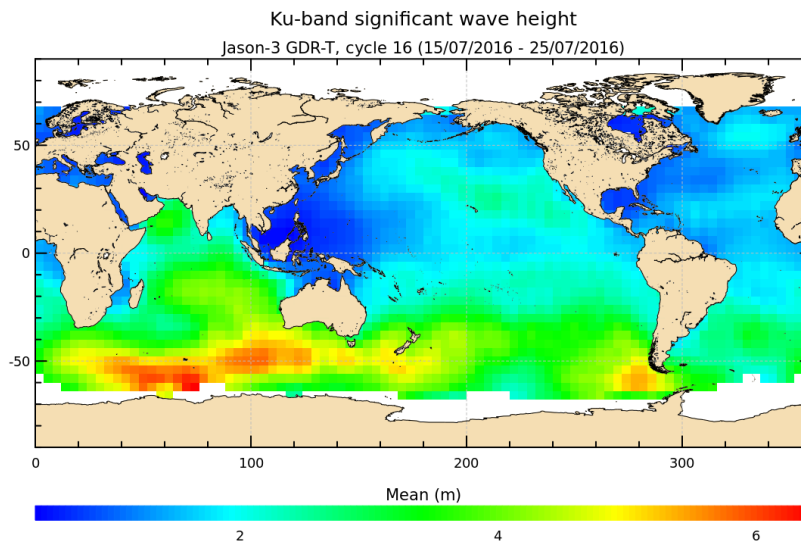 Ku-band significant wave height
Jason-3 GDR-T, cycle 16 (15/07/2016 - 25/07/2016)
50
0
-50
0 100 200 300
Mean (m)
2 4 6